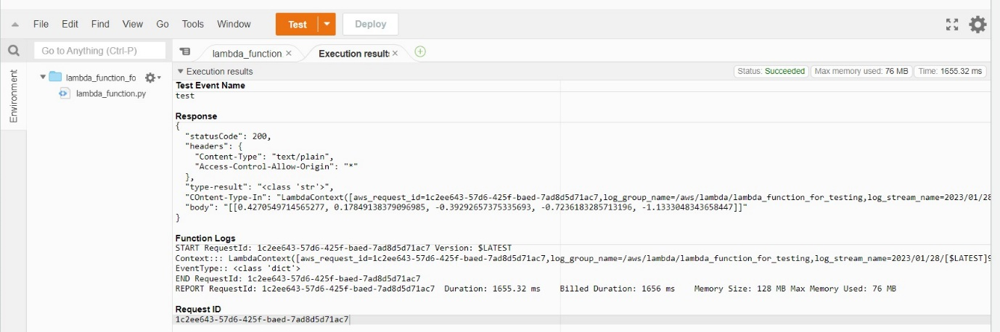 File Edit Find View Go Tools Window Test Deploy
Go to Anything (Ctrl-P) lambda_function Execution results
Environment
lambda_function_fo
lambda_function.py
Execution results Status: Succeeded Max memory used: 76 MB Time: 1655.32 ms
Test Event Name
test
Response
{
"statusCode": 200,
"headers": {
"Content-Type": "text/plain",
"Access-Control-Allow-Origin": "*"
},
"type-result": "<class 'str'>",
"COntent-Type-In": "LambdaContext([aws_request_id=1c2ee643-57d6-425f-baed-7ad8d5d71ac7,log_group_name=/aws/lambda/lambda_function_for_testing,log_stream_name=2023/01/28
"body": "[[0.4270549714565277, 0.17849138379096985, -0.39292657375335693, -0.7236183285713196, -1.1333048343658447]]"
}
Function Logs
START RequestId: 1c2ee643-57d6-425f-baed-7ad8d5d71ac7 Version: $LATEST
Context::: LambdaContext([aws_request_id=1c2ee643-57d6-425f-baed-7ad8d5d71ac7,log_group_name=/aws/lambda/lambda_function_for_testing,log_stream_name=2023/01/28/[$LATEST]9
EventType:: <class 'dict'>
END RequestId: 1c2ee643-57d6-425f-baed-7ad8d5d71ac7
REPORT RequestId: 1c2ee643-57d6-425f-baed-7ad8d5d71ac7 Duration: 1655.32 ms Billed Duration: 1656 ms Memory Size: 128 MB Max Memory Used: 76 MB
Request ID
1c2ee643-57d6-425f-baed-7ad8d5d71ac7